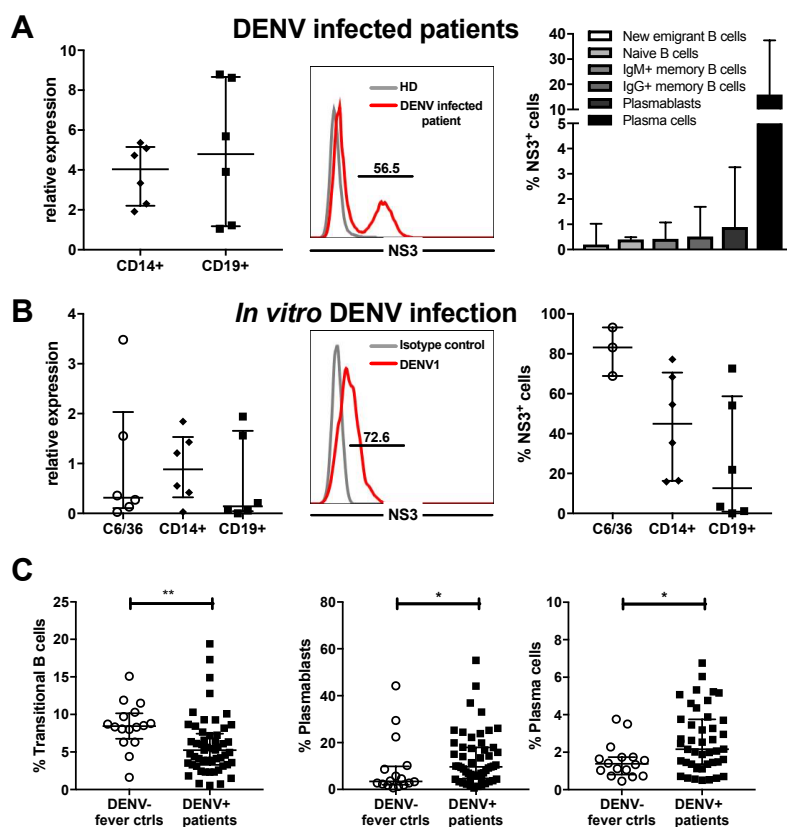 A
DENV infected patients
relative expression
10
8
6
4
2
0
CD14+
CD19+
HD
DENV infected
patient
56.5
NS3
% NS3+ cells
40
30
20
10
6
5
4
3
2
1
0
New emigrant B cells
Naive B cells
IgM+ memory B cells
IgG+ memory B cells
Plasmablasts
Plasma cells
B
In vitro DENV infection
relative expression
4
3
2
1
0
C6/36
CD14+
CD19+
Isotype control
DENV1
72.6
NS3
% NS3+ cells
100
80
60
40
20
0
C6/36
CD14+
CD19+
C
% Transitional B cells
25
20
15
10
5
0
**
DENV-
fever ctrls
DENV+
patients
% Plasmablasts
80
60
40
20
0
*
DENV-
fever ctrls
DENV+
patients
% Plasma cells
10
8
6
4
2
0
*
DENV-
fever ctrls
DENV+
patients